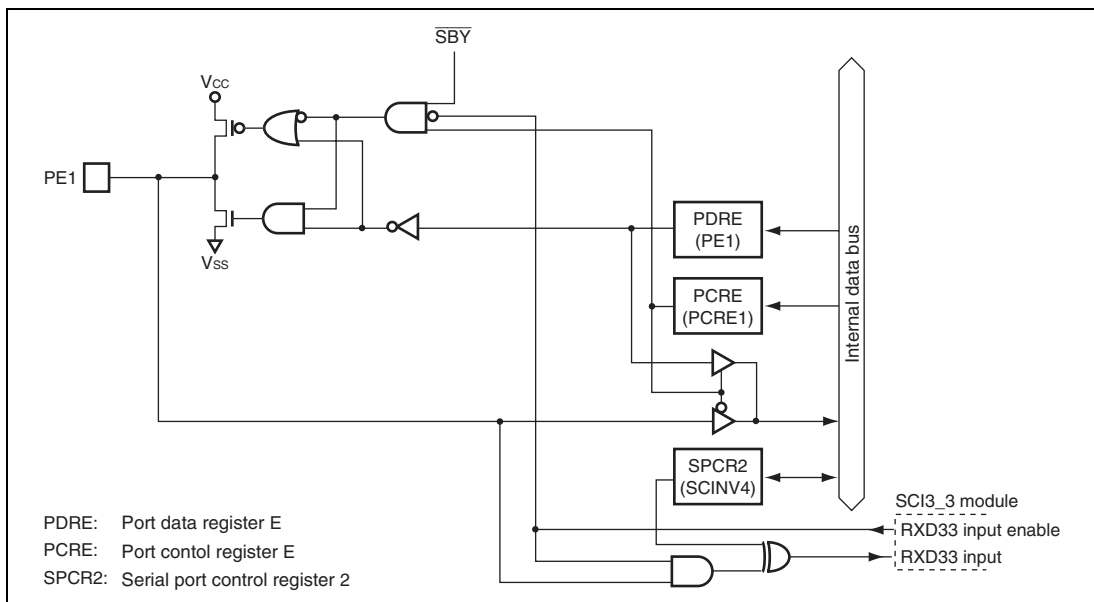 SBY
VCC
PE1
VSS
PDRE
(PE1)
PCRE
(PCRE1)
Internal data bus
SPCR2
(SCINV4)
SCI3_3 module
RXD33 input enable
RXD33 input
PDRE: Port data register E
PCRE: Port contol register E
SPCR2: Serial port control register 2